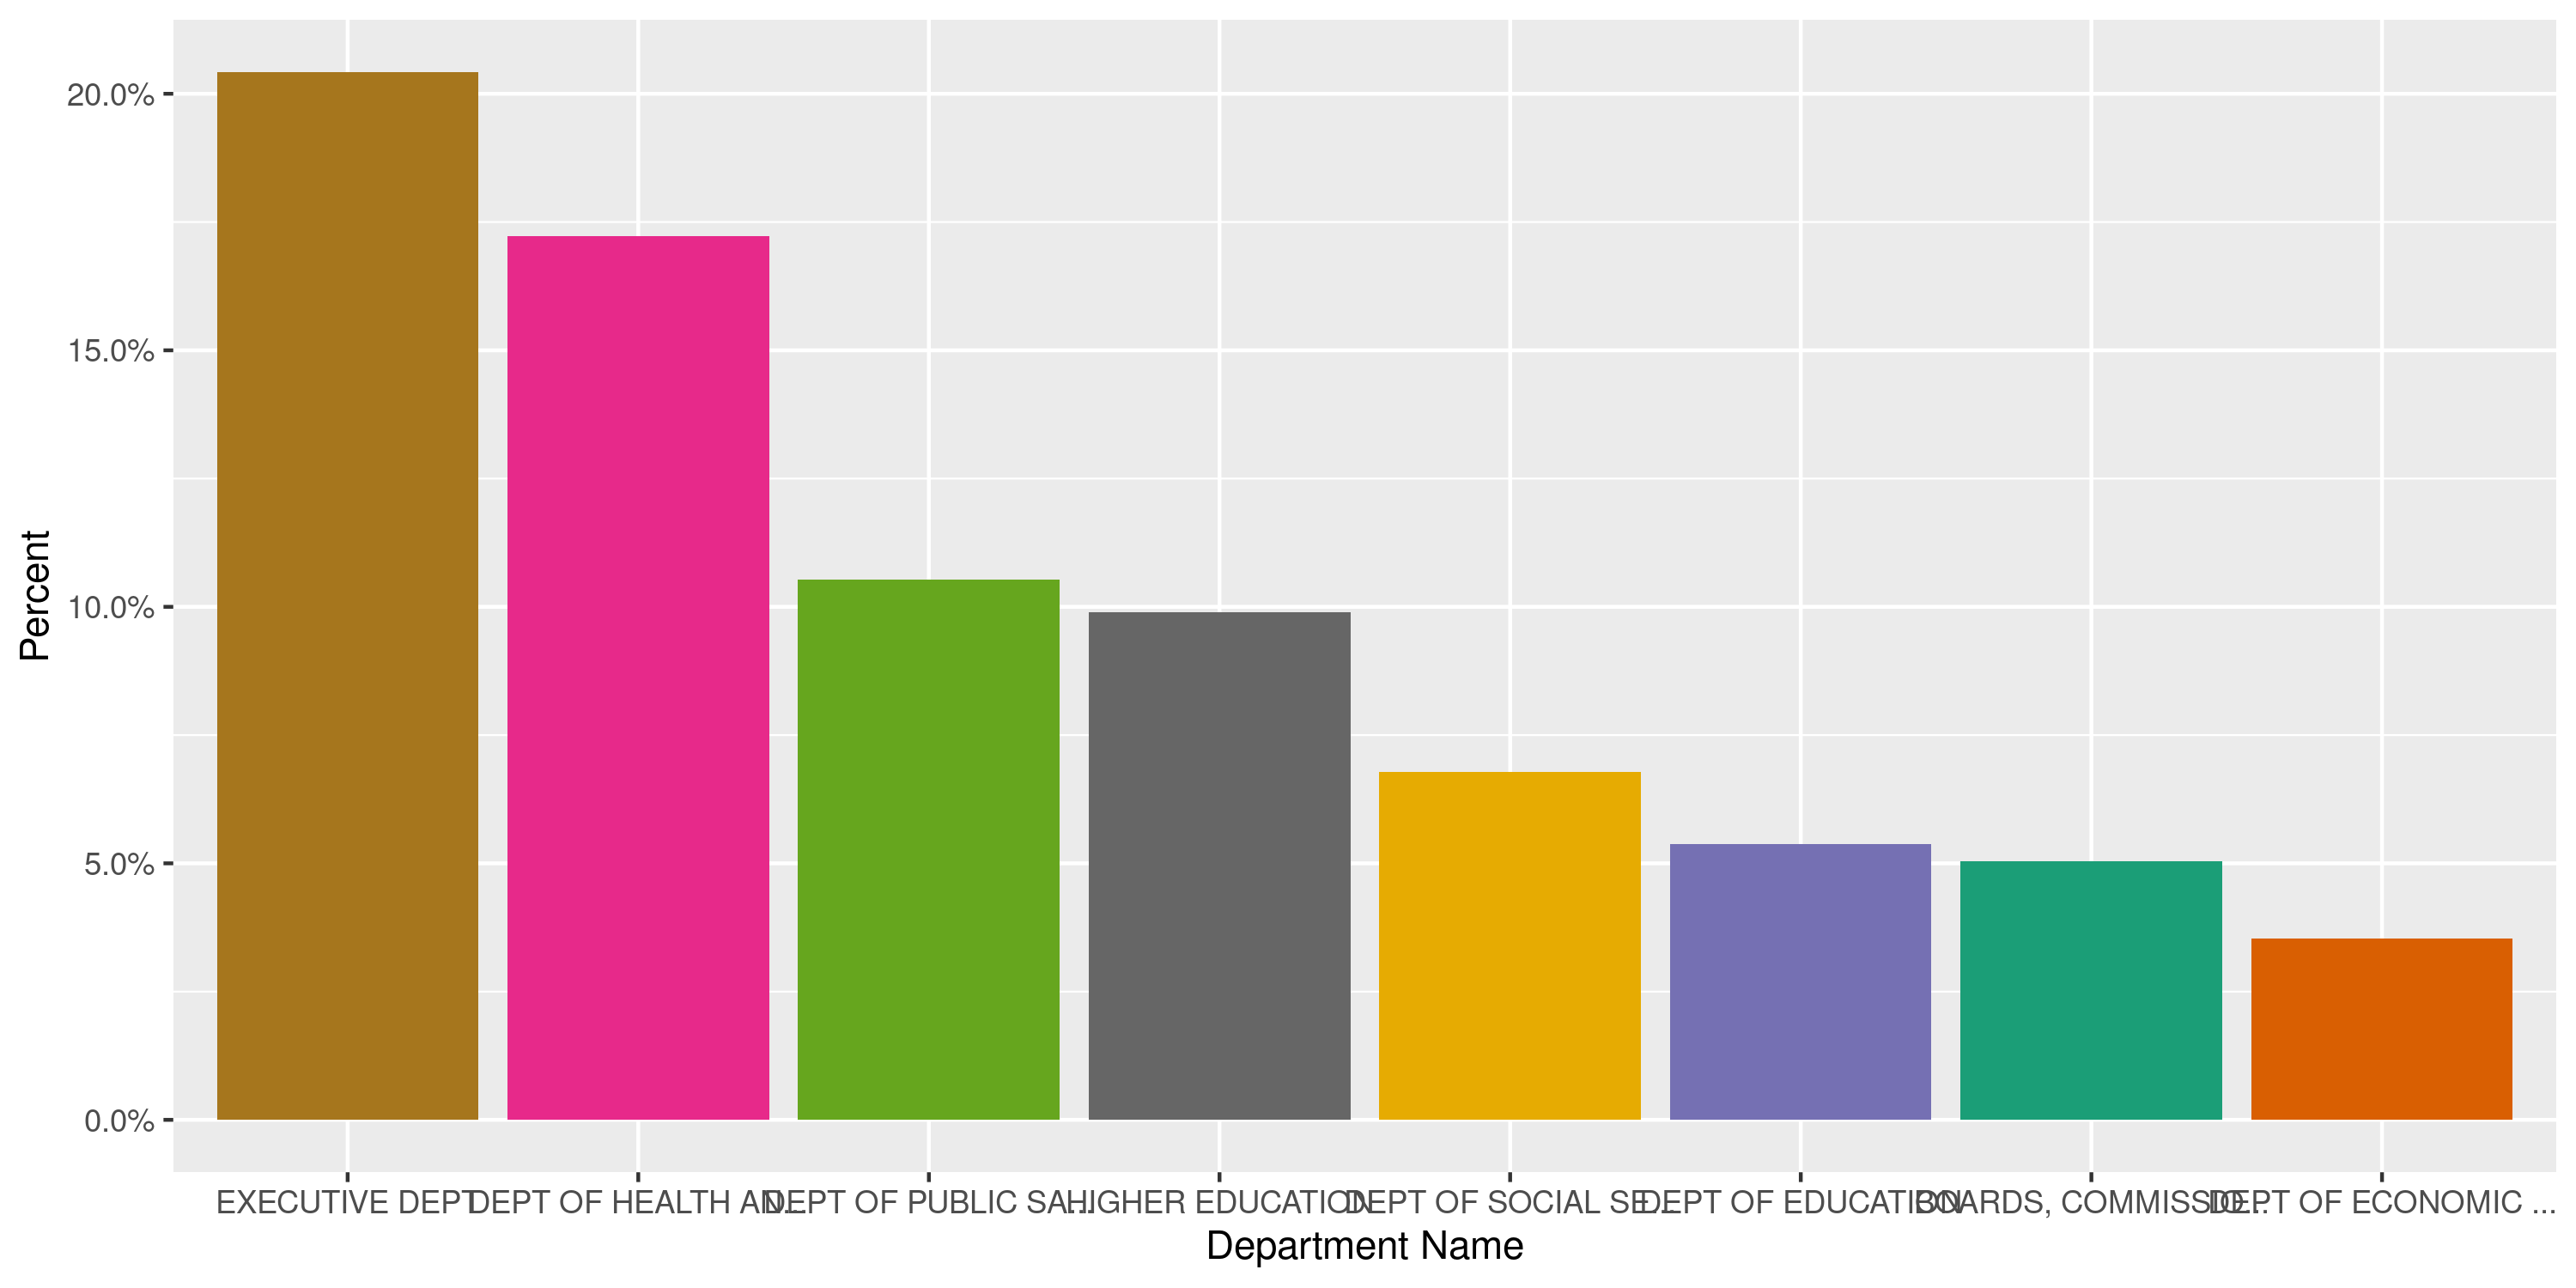 20.0%
15.0%
10.0%
5.0%
0.0%
Percent
EXECUTIVE DEPT
DEPT OF HEALTH AN...
DEPT OF PUBLIC SA...
HIGHER EDUCATION
DEPT OF SOCIAL SE...
DEPT OF EDUCATION
BOARDS, COMMISSIO...
DEPT OF ECONOMIC ...
Department Name